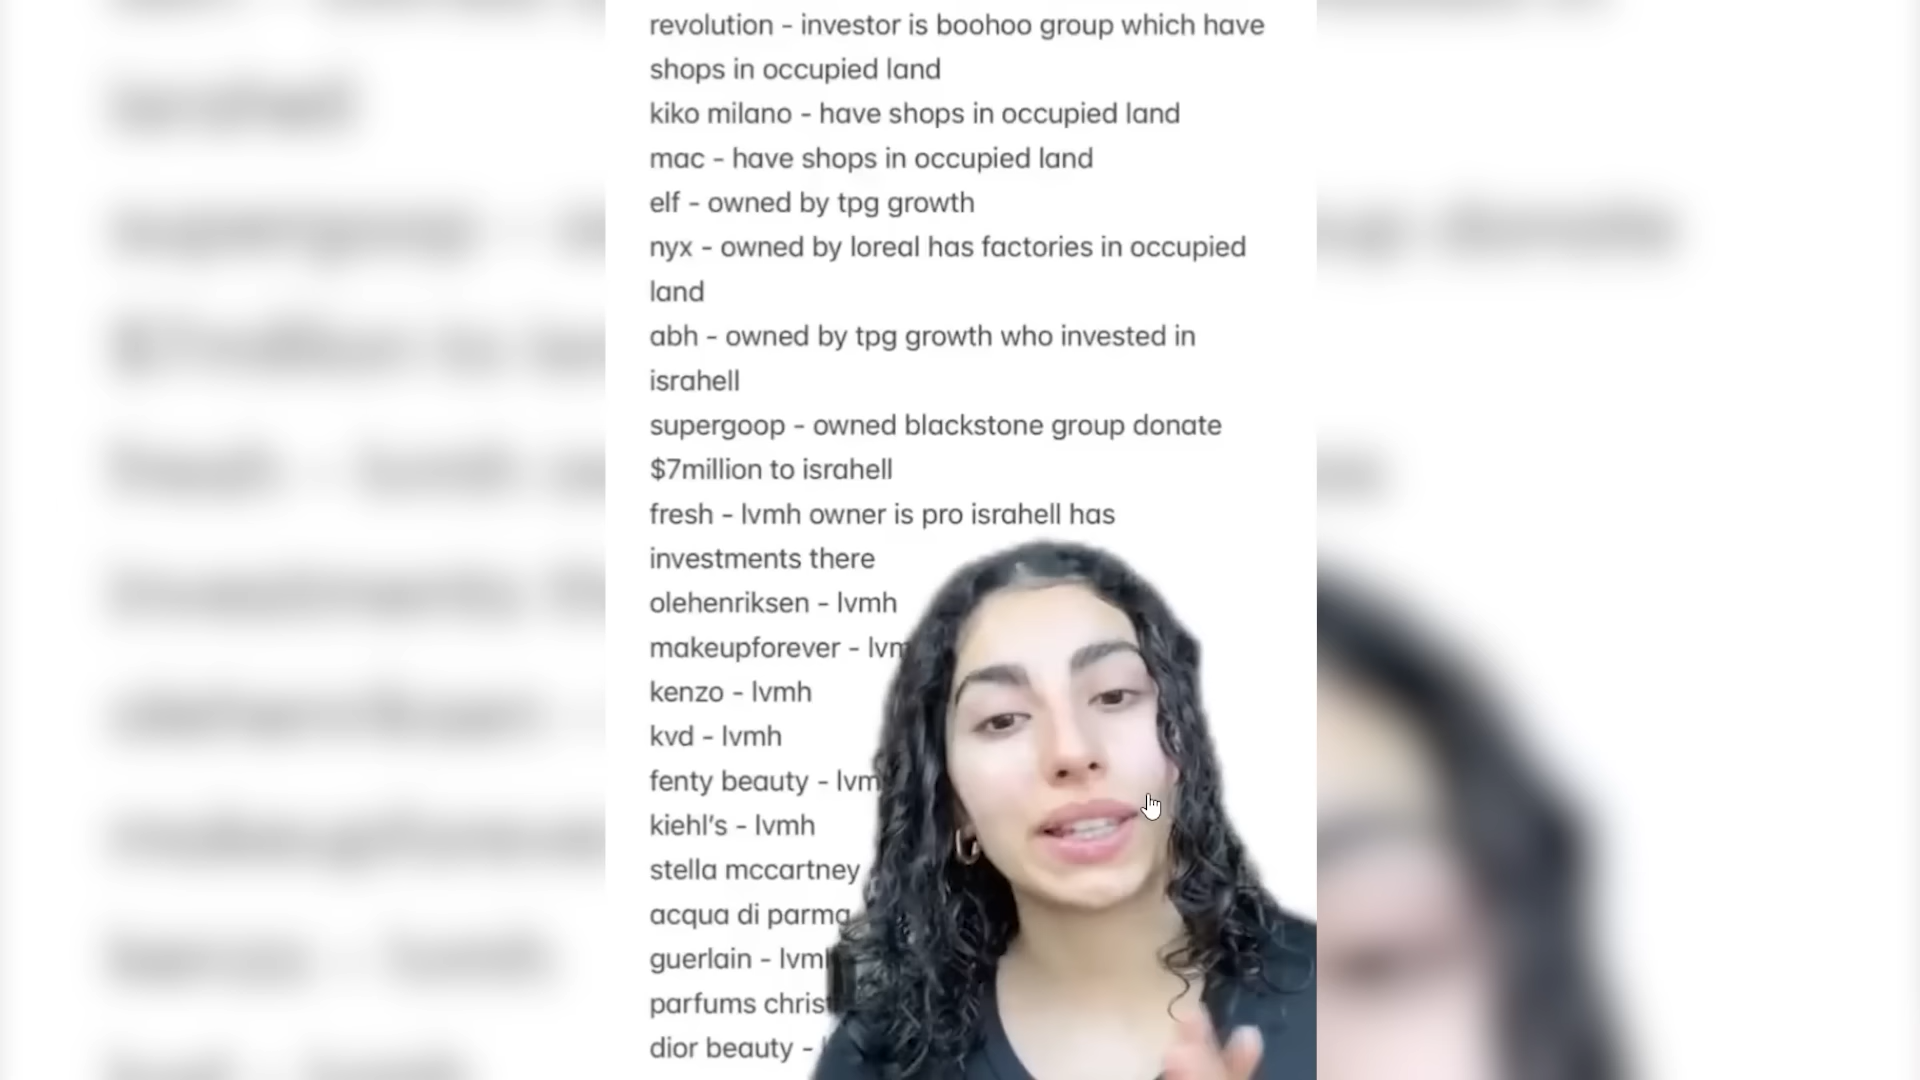 revolution - investor is boohoo group which have
shops in occupied land
kiko milano - have shops in occupied land
mac - have shops in occupied land
elf - owned by tpg growth
nyx - owned by loreal has factories in occupied
land
abh - owned by tpg growth who invested in
israhell
supergoop - owned blackstone group donate
$7million to israhell
fresh - lvmh owner is pro israhell has
investments there
olehenriksen - lvmh
makeupforever - lvm
kenzo - lvmh
kvd - lvmh
fenty beauty - lvm
kiehl's - lvmh
stella mccartney
acqua di parma
guerlain - lvmh
parfums christ
dior beauty -